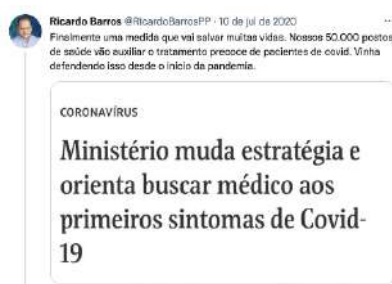 Ricardo Barros @RicardoBarrosPP · 10 de jul de 2020
Finalmente uma medida que vai salvar muitas vidas. Nossos 50.000 postos
de saúde vão auxiliar o tratamento precoce de pacientes de covid. Vinha
defendendo isso desde o inicio da pandemia.
CORONAVÍRUS
Ministério muda estratégia e
orienta buscar médico aos
primeiros sintomas de Covid-
19